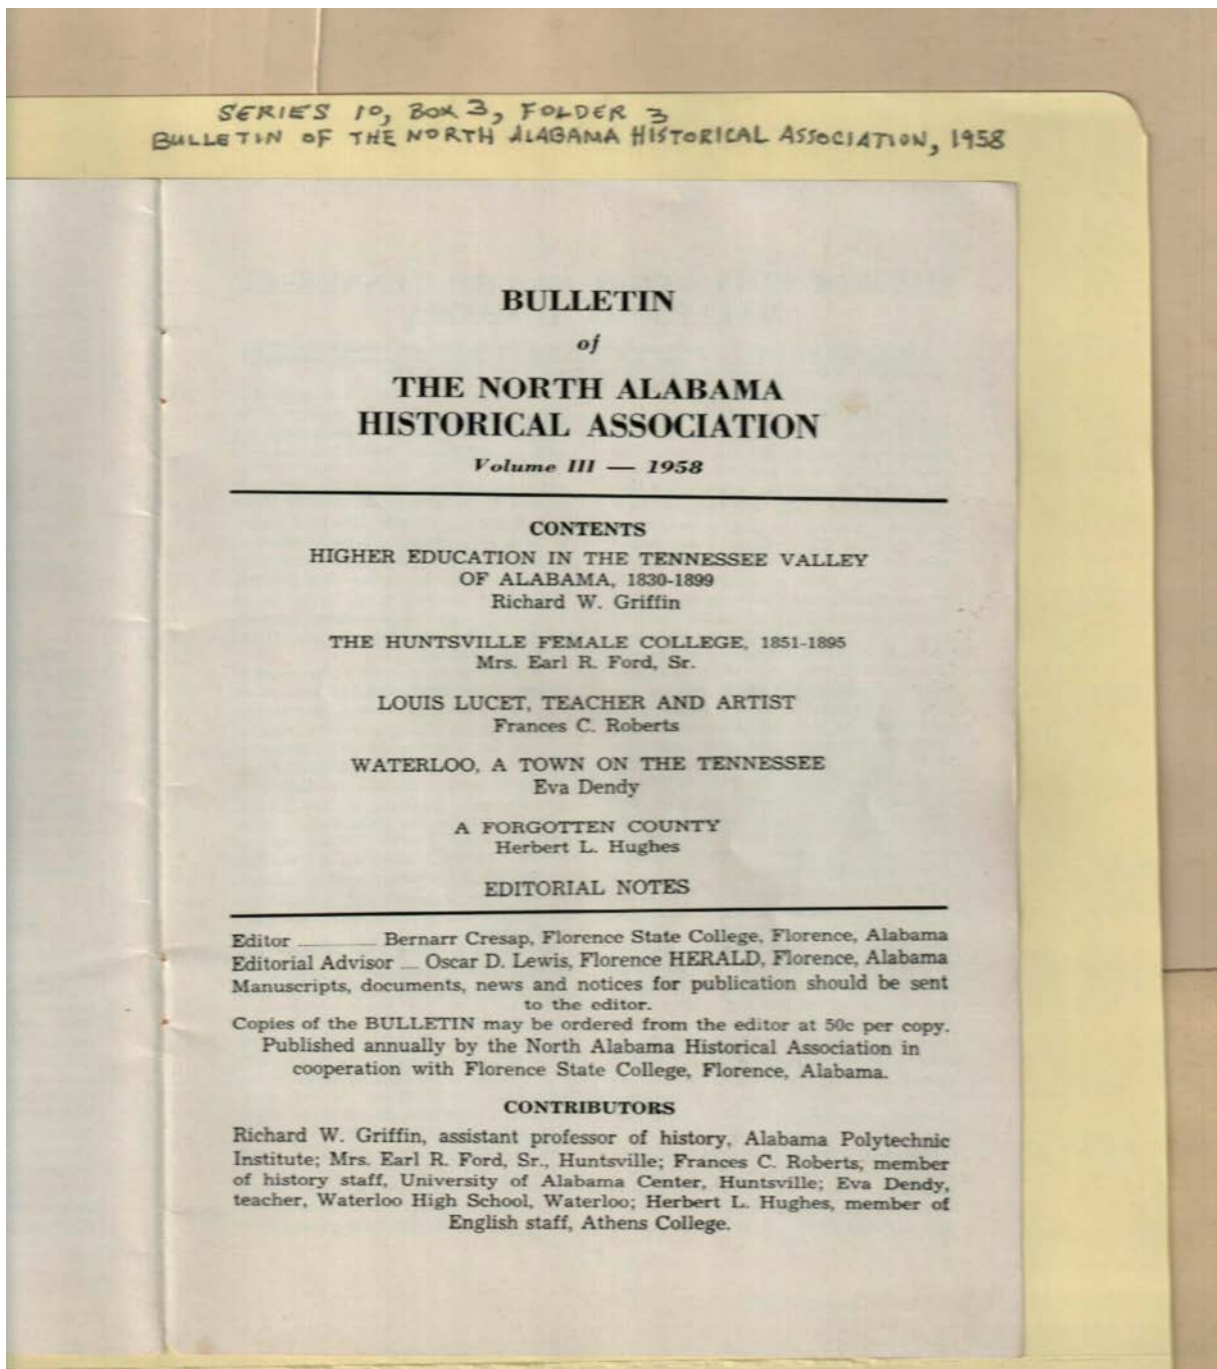 SERIES 10, BOX 3, FOLDER 3
BULLETIN OF THE NORTH ALABAMA HISTORICAL ASSOCIATION, 1958
BULLETIN
of
THE NORTH ALABAMA
HISTORICAL ASSOCIATION
Volume III — 1958
CONTENTS
HIGHER EDUCATION IN THE TENNESSEE VALLEY
OF ALABAMA, 1830-1899
Richard W. Griffin
THE HUNTSVILLE FEMALE COLLEGE, 1851-1895
Mrs. Earl R. Ford, Sr.
LOUIS LUCET, TEACHER AND ARTIST
Frances C. Roberts
WATERLOO, A TOWN ON THE TENNESSEE
Eva Dendy
A FORGOTTEN COUNTY
Herbert L. Hughes
EDITORIAL NOTES
Editor ________ Bernarr Cresap, Florence State College, Florence, Alabama
Editorial Advisor __ Oscar D. Lewis, Florence HERALD, Florence, Alabama
Manuscripts, documents, news and notices for publication should be sent
to the editor.
Copies of the BULLETIN may be ordered from the editor at 50c per copy.
Published annually by the North Alabama Historical Association in
cooperation with Florence State College, Florence, Alabama.
CONTRIBUTORS
Richard W. Griffin, assistant professor of history, Alabama Polytechnic
Institute; Mrs. Earl R. Ford, Sr., Huntsville; Frances C. Roberts, member
of history staff, University of Alabama Center, Huntsville; Eva Dendy,
teacher, Waterloo High School, Waterloo; Herbert L. Hughes, member of
English staff, Athens College.